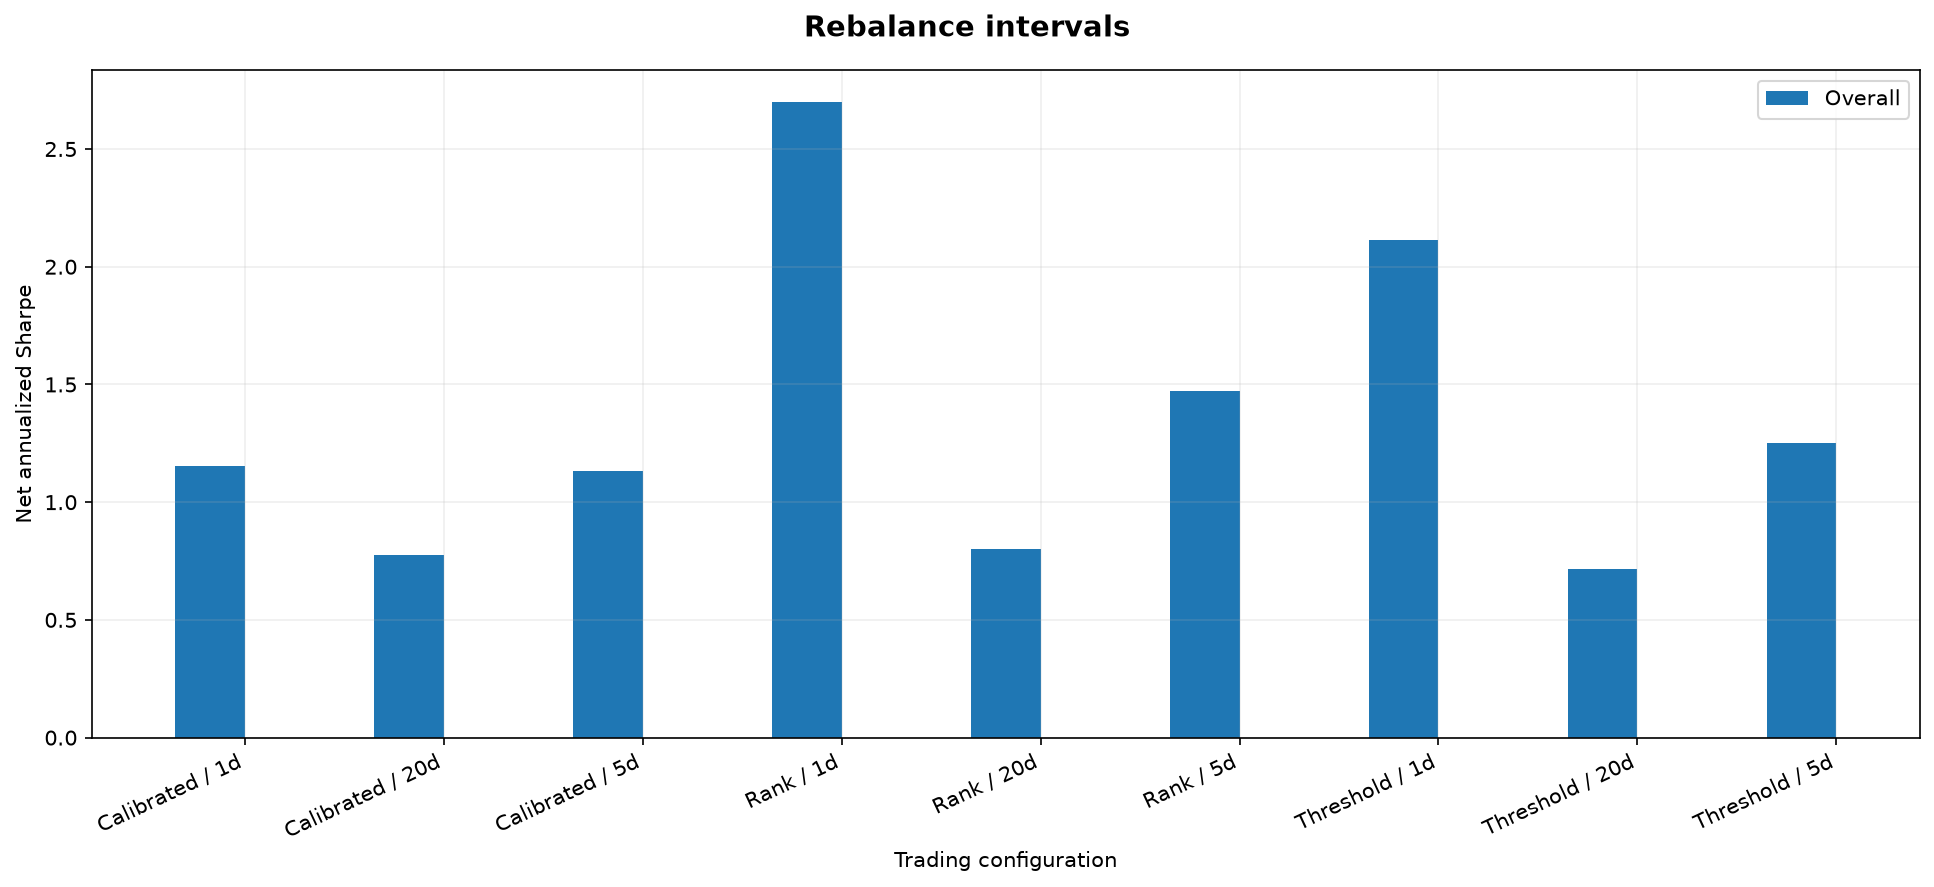 Rebalance intervals
Overall
Net annualized Sharpe
2.5
2.0
1.5
1.0
0.5
0.0
Calibrated / 1d
Calibrated / 20d
Calibrated / 5d
Rank / 1d
Rank / 20d
Rank / 5d
Threshold / 1d
Threshold / 20d
Threshold / 5d
Trading configuration